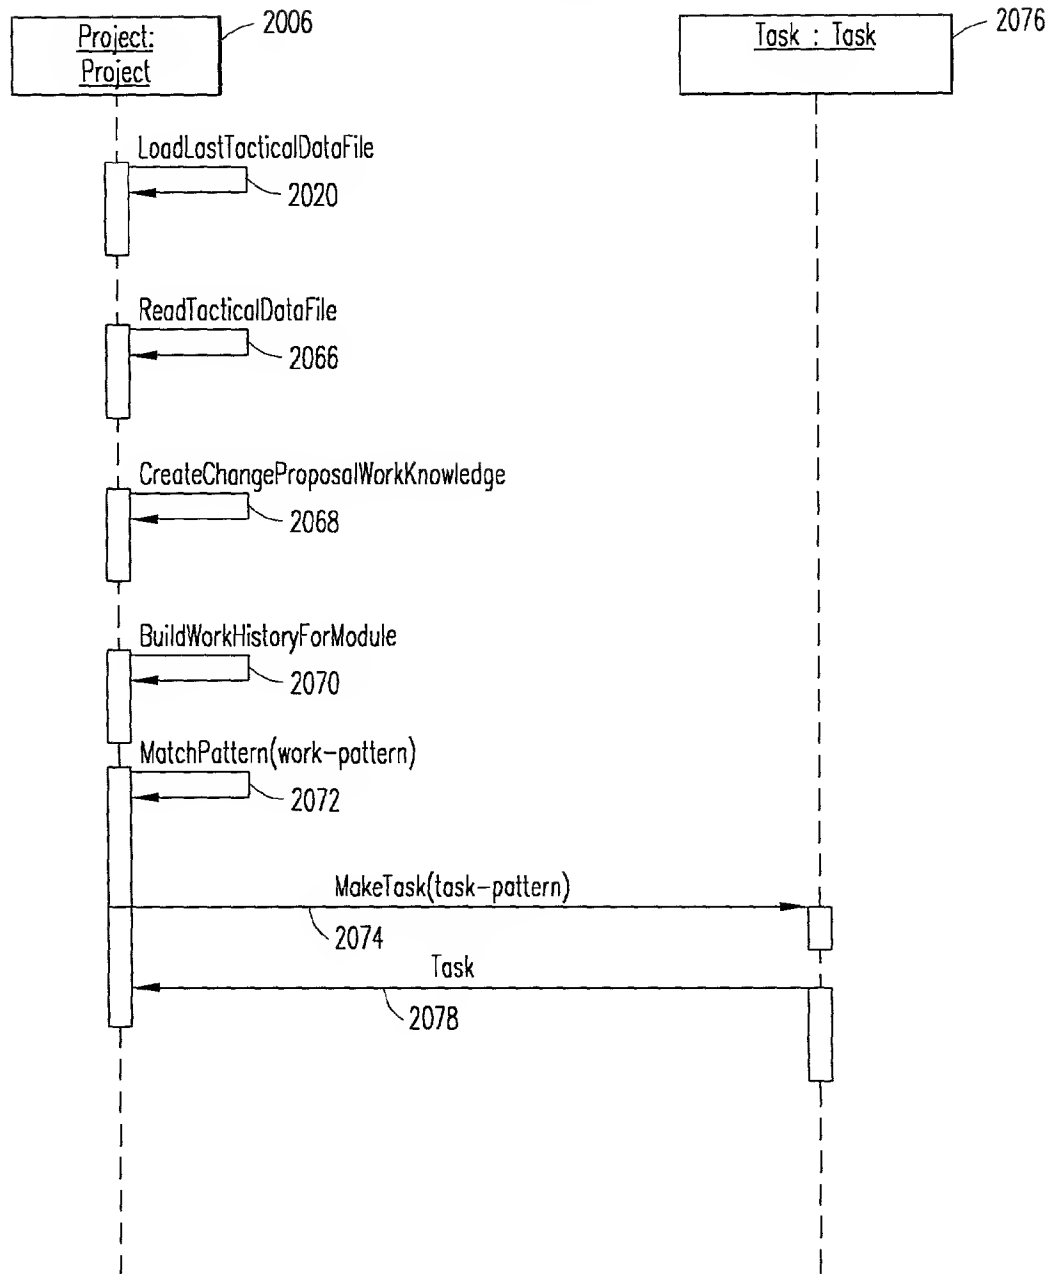 Project:
Project
2006
Task : Task
2076
LoadLastTacticalDataFile
2020
ReadTacticalDataFile
2066
CreateChangeProposalWorkKnowledge
2068
BuildWorkHistoryForModule
2070
MatchPattern(work-pattern)
2072
MakeTask(task-pattern)
2074
Task
2078